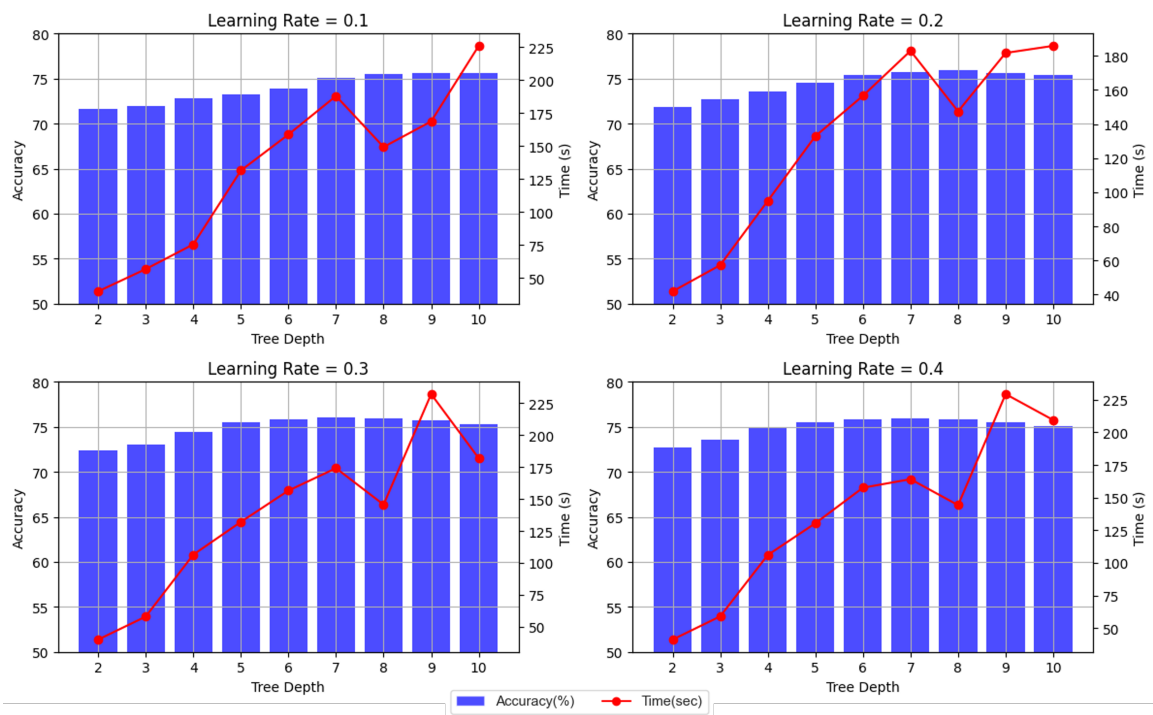 Learning Rate = 0.1
80
75
70
65
60
55
50
Accuracy
225
200
175
150
125
100
75
50
Time (s)
2 3 4 5 6 7 8 9 10
Tree Depth
Learning Rate = 0.2
80
75
70
65
60
55
50
Accuracy
180
160
140
120
100
80
60
40
Time (s)
2 3 4 5 6 7 8 9 10
Tree Depth
Learning Rate = 0.3
80
75
70
65
60
55
50
Accuracy
225
200
175
150
125
100
75
50
Time (s)
2 3 4 5 6 7 8 9 10
Tree Depth
Learning Rate = 0.4
80
75
70
65
60
55
50
Accuracy
225
200
175
150
125
100
75
50
Time (s)
2 3 4 5 6 7 8 9 10
Tree Depth
Accuracy(%) Time(sec)